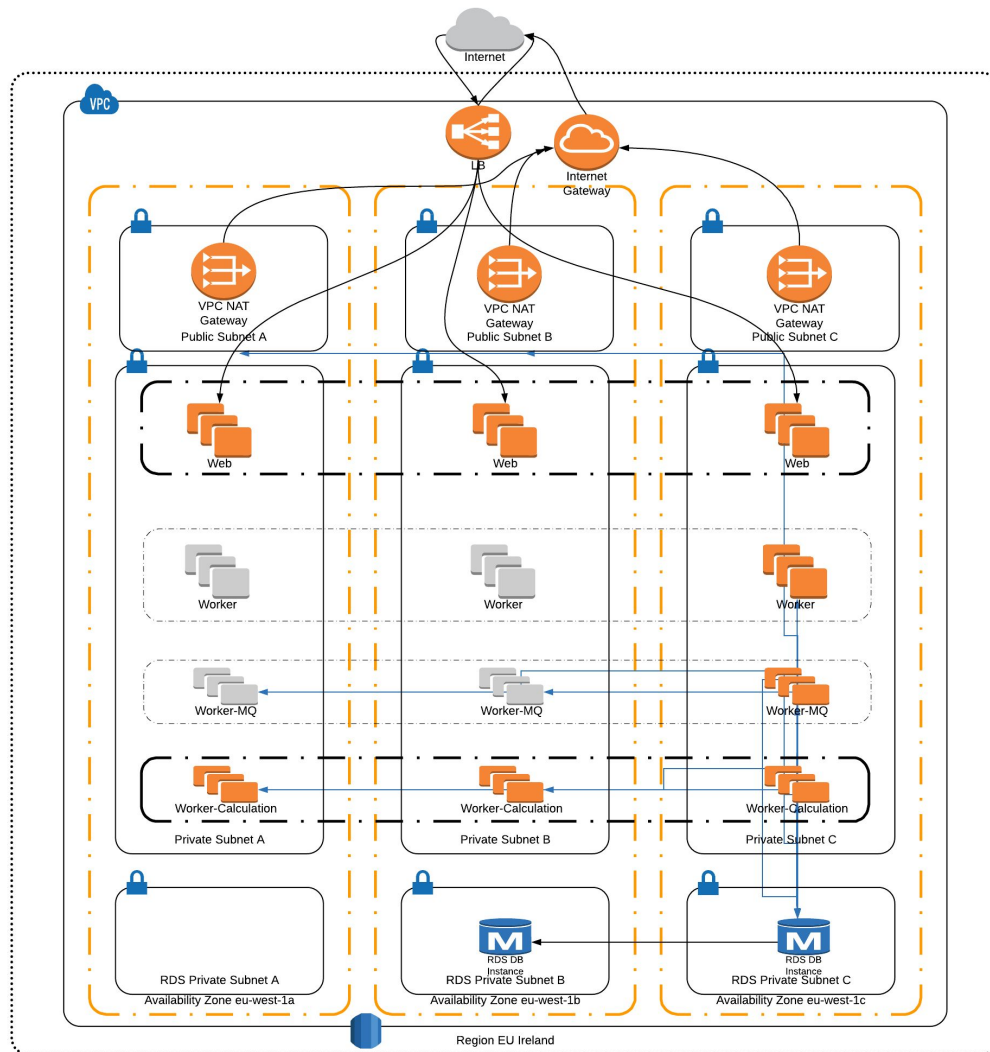 Internet
VPC
LB
Internet
Gateway
VPC NAT
Gateway
Public Subnet A
VPC NAT
Gateway
Public Subnet B
VPC NAT
Gateway
Public Subnet C
Web
Web
Web
Worker
Worker
Worker
Worker-MQ
Worker-MQ
Worker-MQ
Worker-Calculation
Worker-Calculation
Worker-Calculation
Private Subnet A
Private Subnet B
Private Subnet C
M
RDS DB
Instance
M
RDS DB
Instance
RDS Private Subnet A
RDS Private Subnet B
RDS Private Subnet C
Availability Zone eu-west-1a
Availability Zone eu-west-1b
Availability Zone eu-west-1c
Region EU Ireland